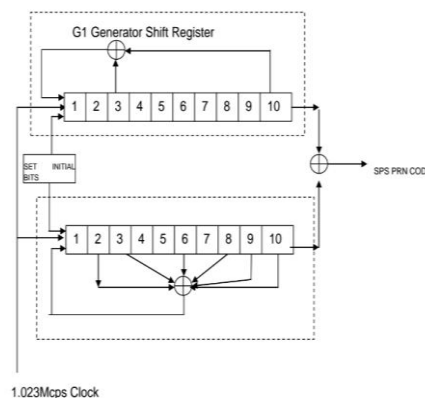 G1 Generator Shift Register
1 2 3 4 5 6 7 8 9 10
SET INITIAL
BITS
SPS PRN COD
1 2 3 4 5 6 7 8 9 10
1.023Mcps Clock